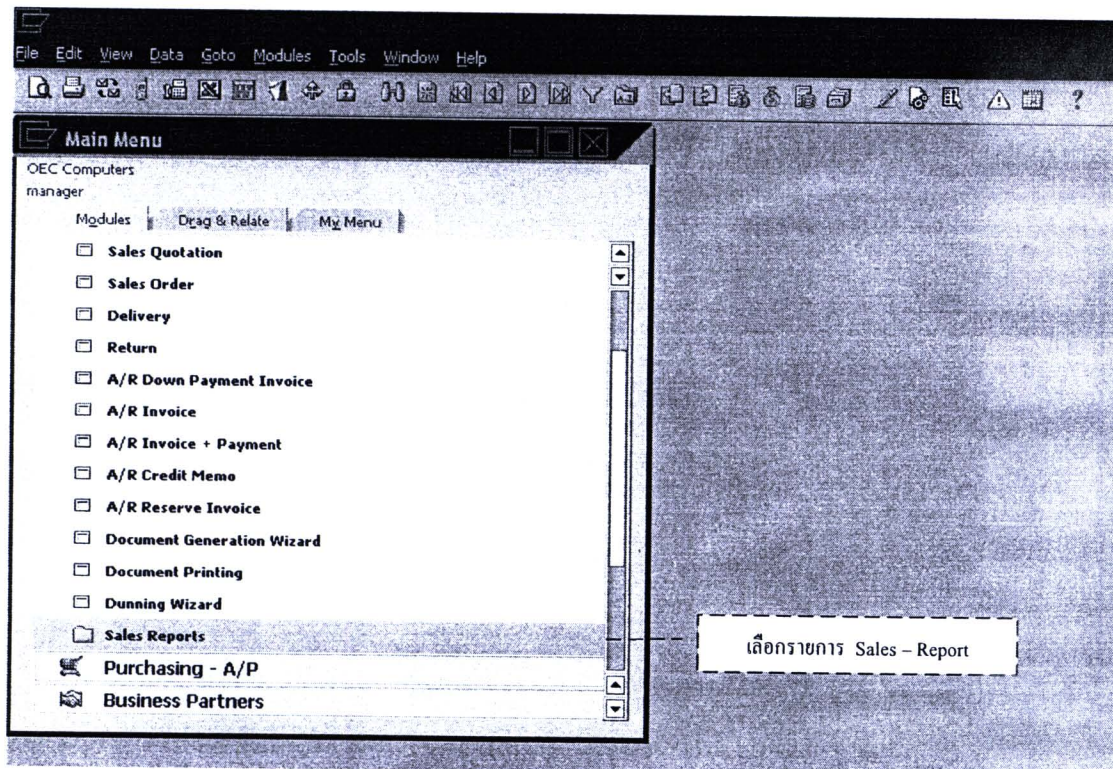 File Edit View Data Goto Modules Tools Window Help
Main Menu
OEC Computers
manager
Modules Drag & Relate My Menu
Sales Quotation
Sales Order
Delivery
Return
A/R Down Payment Invoice
A/R Invoice
A/R Invoice + Payment
A/R Credit Memo
A/R Reserve Invoice
Document Generation Wizard
Document Printing
Dunning Wizard
Sales Reports
เลือกรายการ Sales – Report
Purchasing - A/P
Business Partners